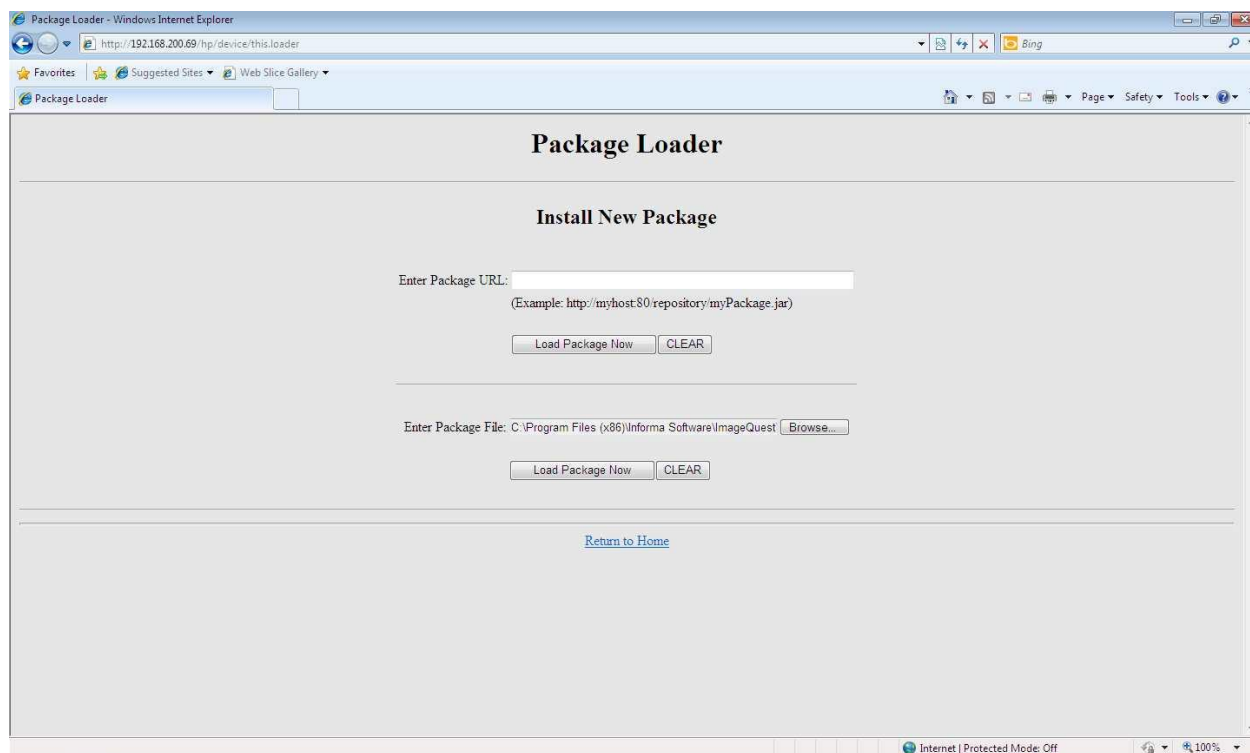 Package Loader - Windows Internet Explorer
http://192.168.200.69/hp/device/this.loader
Bing
Favorites Suggested Sites Web Slice Gallery
Package Loader
Page Safety Tools
Package Loader
Install New Package
Enter Package URL:
(Example: http://myhost:80/repository/myPackage.jar)
Load Package Now CLEAR
Enter Package File: C:\Program Files (x86)\Informa Software\ImageQuest Browse...
Load Package Now CLEAR
Return to Home
Internet | Protected Mode: Off 100%